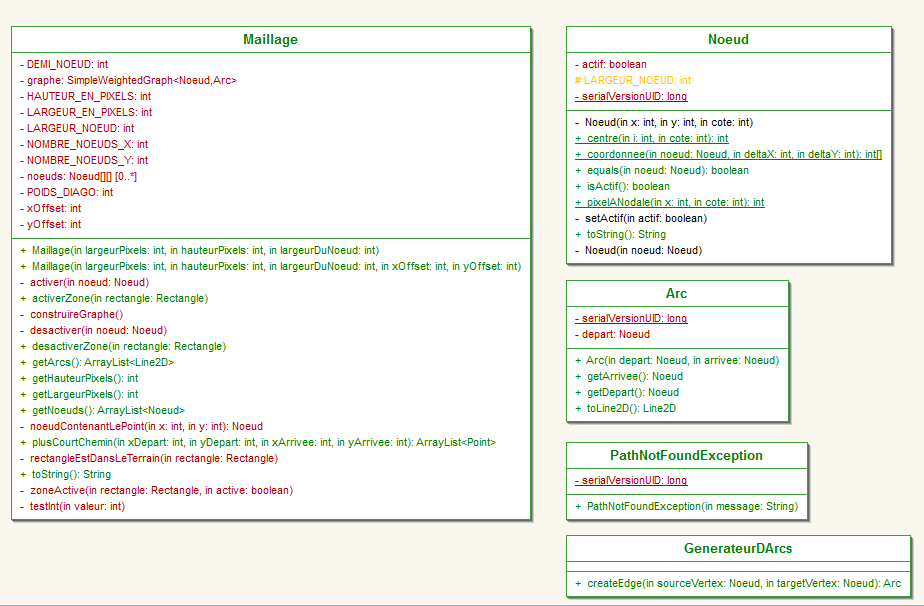 Maillage
- DEMI_NOEUD: int
- graphe: SimpleWeightedGraph<Noeud,Arc>
- HAUTEUR_EN_PIXELS: int
- LARGEUR_EN_PIXELS: int
- LARGEUR_NOEUD: int
- NOMBRE_NOEUDS_X: int
- NOMBRE_NOEUDS_Y: int
- noeuds: Noeud[][] [0..*]
- POIDS_DIAGO: int
- xOffset: int
- yOffset: int
+ Maillage(in largeurPixels: int, in hauteurPixels: int, in largeurDuNoeud: int)
+ Maillage(in largeurPixels: int, in hauteurPixels: int, in largeurDuNoeud: int, in xOffset: int, in yOffset: int)
- activer(in noeud: Noeud)
+ activerZone(in rectangle: Rectangle)
- construireGraphe()
- desactiver(in noeud: Noeud)
+ desactiverZone(in rectangle: Rectangle)
+ getArcs(): ArrayList<Line2D>
+ getHauteurPixels(): int
+ getLargeurPixels(): int
+ getNoeuds(): ArrayList<Noeud>
- noeudContenantLePoint(in x: int, in y: int): Noeud
+ plusCourtChemin(in xDepart: int, in yDepart: int, in xArrivee: int, in yArrivee: int): ArrayList<Point>
- rectangleEstDansLeTerrain(in rectangle: Rectangle)
+ toString(): String
- zoneActive(in rectangle: Rectangle, in active: boolean)
- testInt(in valeur: int)
Noeud
- actif: boolean
# LARGEUR_NOEUD: int
- serialVersionUID: long
- Noeud(in x: int, in y: int, in cote: int)
+ centre(in i: int, in cote: int): int
+ coordonnee(in noeud: Noeud, in deltaX: int, in deltaY: int): int[]
+ equals(in noeud: Noeud): boolean
+ isActif(): boolean
+ pixelANodale(in x: int, in cote: int): int
- setActif(in actif: boolean)
+ toString(): String
- Noeud(in noeud: Noeud)
Arc
- serialVersionUID: long
- depart: Noeud
+ Arc(in depart: Noeud, in arrivee: Noeud)
+ getArrivee(): Noeud
+ getDepart(): Noeud
+ toLine2D(): Line2D
PathNotFoundException
- serialVersionUID: long
+ PathNotFoundException(in message: String)
GenerateurDArcs
+ createEdge(in sourceVertex: Noeud, in targetVertex: Noeud): Arc